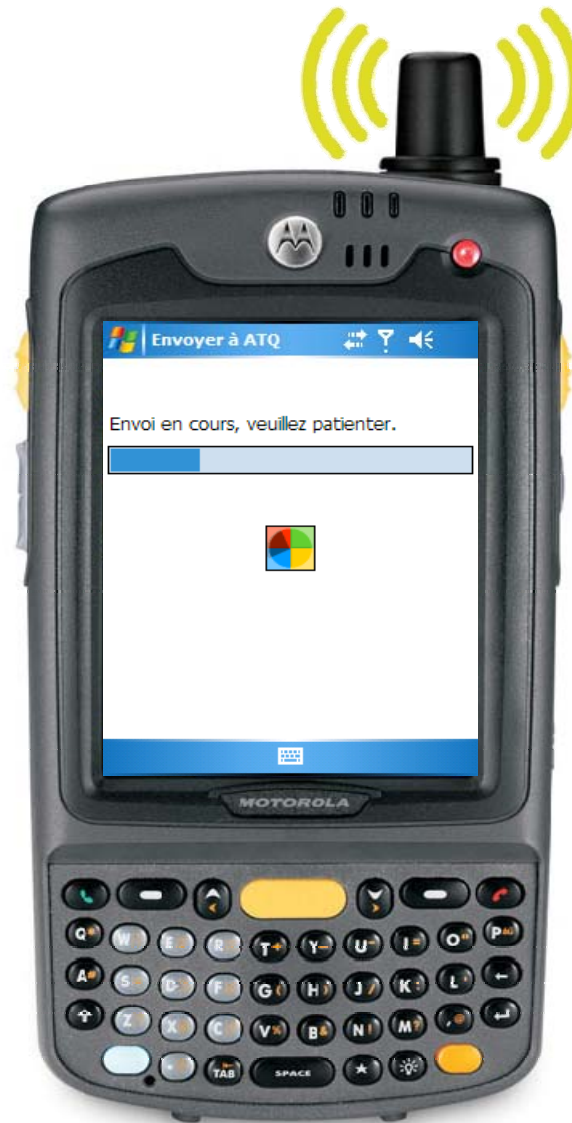 Envoyer à ATQ
Envoi en cours, veuillez patienter.
MOTOROLA
Q W E R T + Y - U I = O " P
A # S D F G ( H ) J / K : L
Z X C V B & N ! M ? , @
TAB SPACE